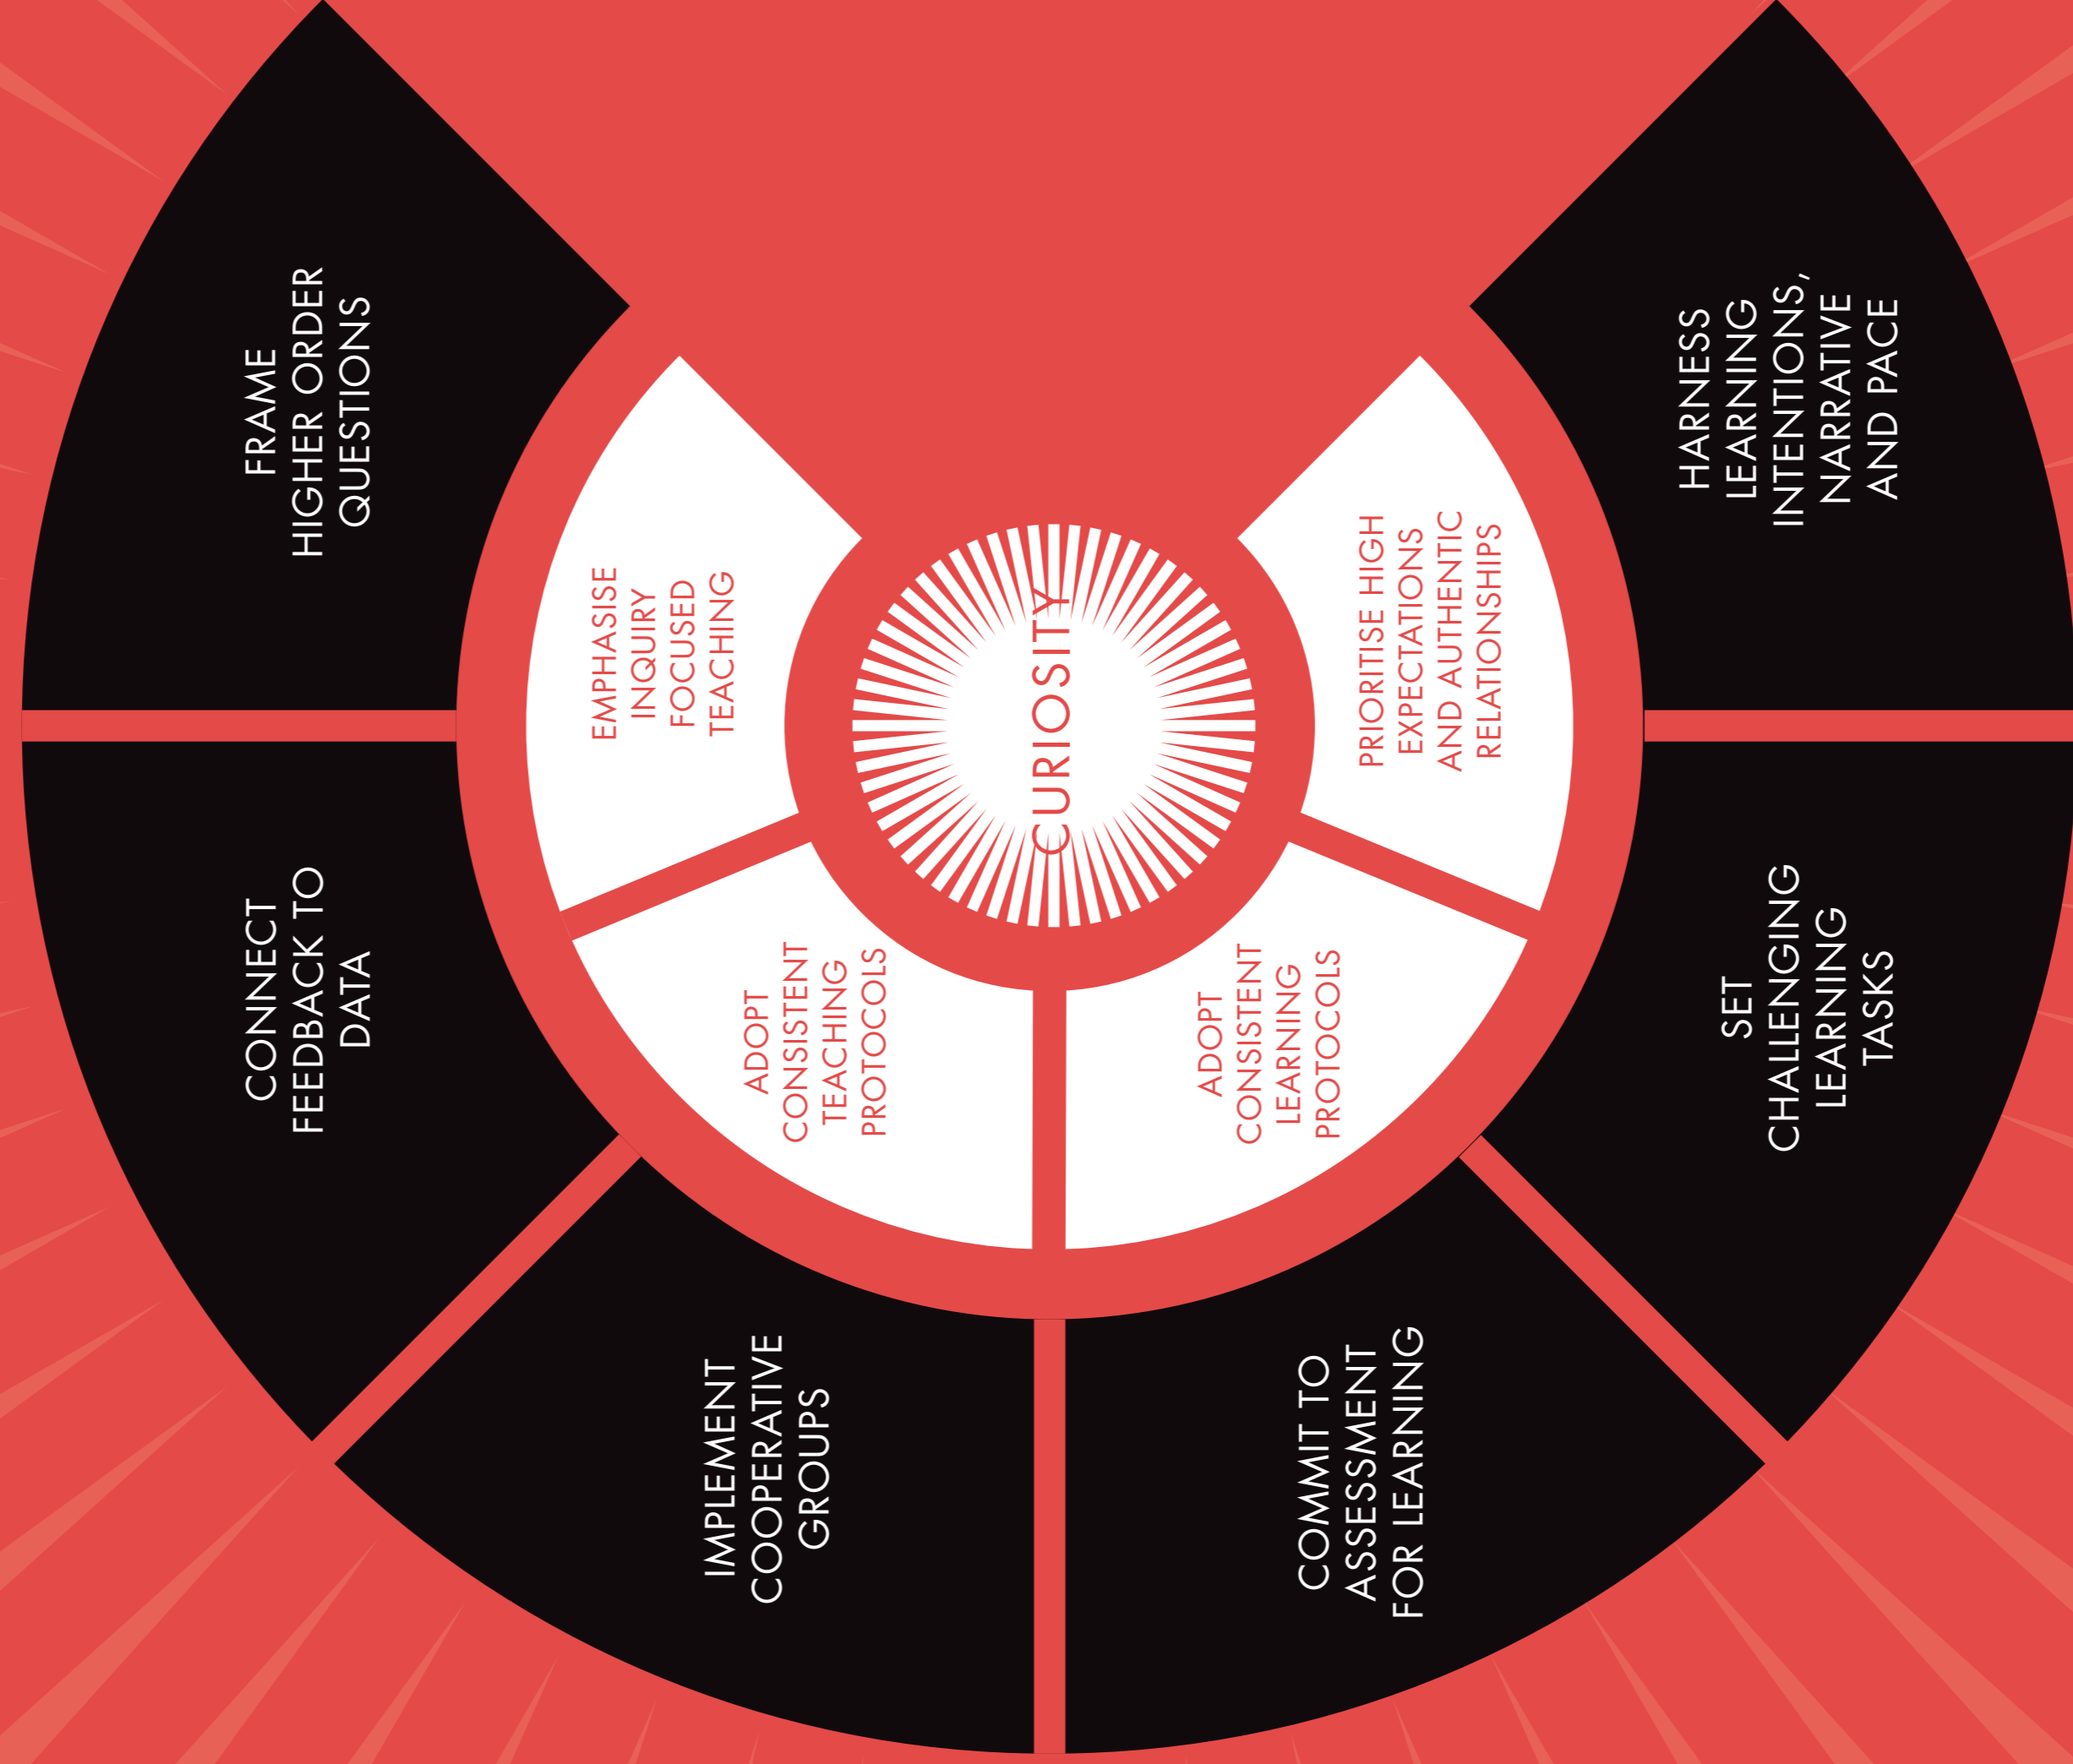 FRAME
HIGHER ORDER
QUESTIONS
CONNECT
FEEDBACK TO
DATA
IMPLEMENT
COOPERATIVE
GROUPS
COMMIT TO
ASSESSMENT
FOR LEARNING
SET
CHALLENGING
LEARNING
TASKS
HARNESS
LEARNING
INTENTIONS,
NARRATIVE
AND PACE
EMPHASISE
INQUIRY
FOCUSED
TEACHING
ADOPT
CONSISTENT
TEACHING
PROTOCOLS
ADOPT
CONSISTENT
LEARNING
PROTOCOLS
PRIORITISE HIGH
EXPECTATIONS
AND AUTHENTIC
RELATIONSHIPS
CURIOSITY